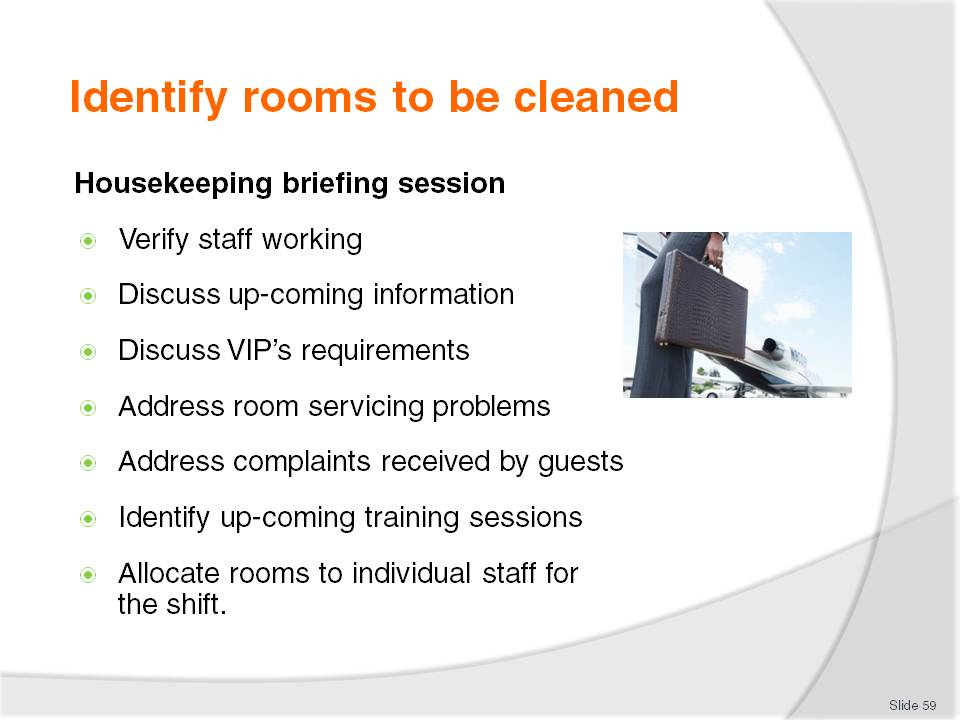 Identify rooms to be cleaned
Housekeeping briefing session
Verify staff working
Discuss up-coming information
Discuss VIP’s requirements
Address room servicing problems
Address complaints received by guests
Identify up-coming training sessions
Allocate rooms to individual staff for
the shift.
Slide 59